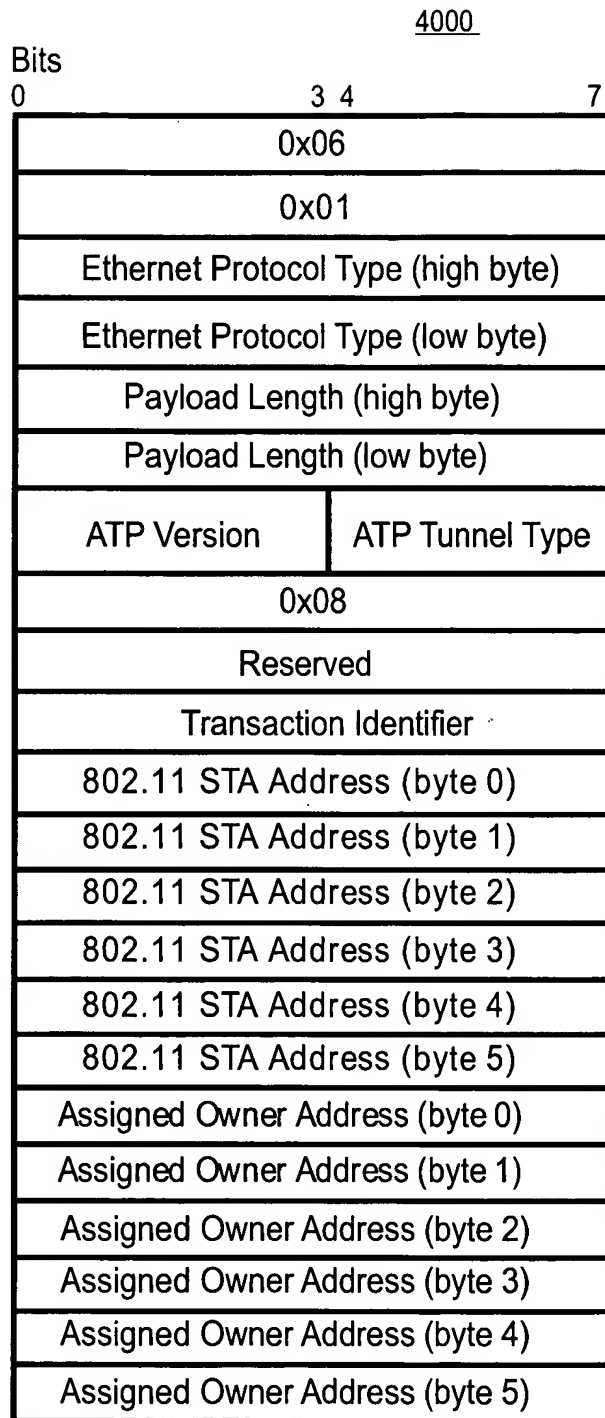 4000
Bits
0 3 4 7
0x06
0x01
Ethernet Protocol Type (high byte)
Ethernet Protocol Type (low byte)
Payload Length (high byte)
Payload Length (low byte)
ATP Version ATP Tunnel Type
0x08
Reserved
Transaction Identifier
802.11 STA Address (byte 0)
802.11 STA Address (byte 1)
802.11 STA Address (byte 2)
802.11 STA Address (byte 3)
802.11 STA Address (byte 4)
802.11 STA Address (byte 5)
Assigned Owner Address (byte 0)
Assigned Owner Address (byte 1)
Assigned Owner Address (byte 2)
Assigned Owner Address (byte 3)
Assigned Owner Address (byte 4)
Assigned Owner Address (byte 5)